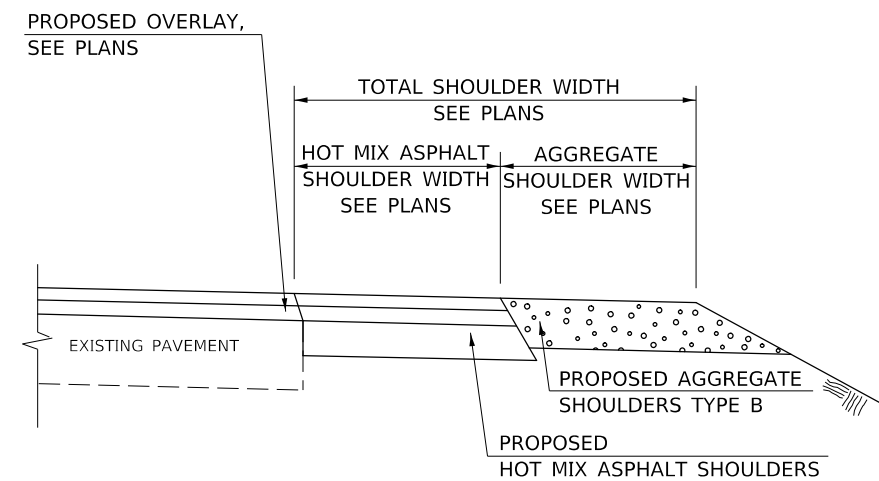 PROPOSED OVERLAY,
SEE PLANS
TOTAL SHOULDER WIDTH
SEE PLANS
HOT MIX ASPHALT
SHOULDER WIDTH
SEE PLANS
AGGREGATE
SHOULDER WIDTH
SEE PLANS
EXISTING PAVEMENT
PROPOSED AGGREGATE
SHOULDERS TYPE B
PROPOSED
HOT MIX ASPHALT SHOULDERS